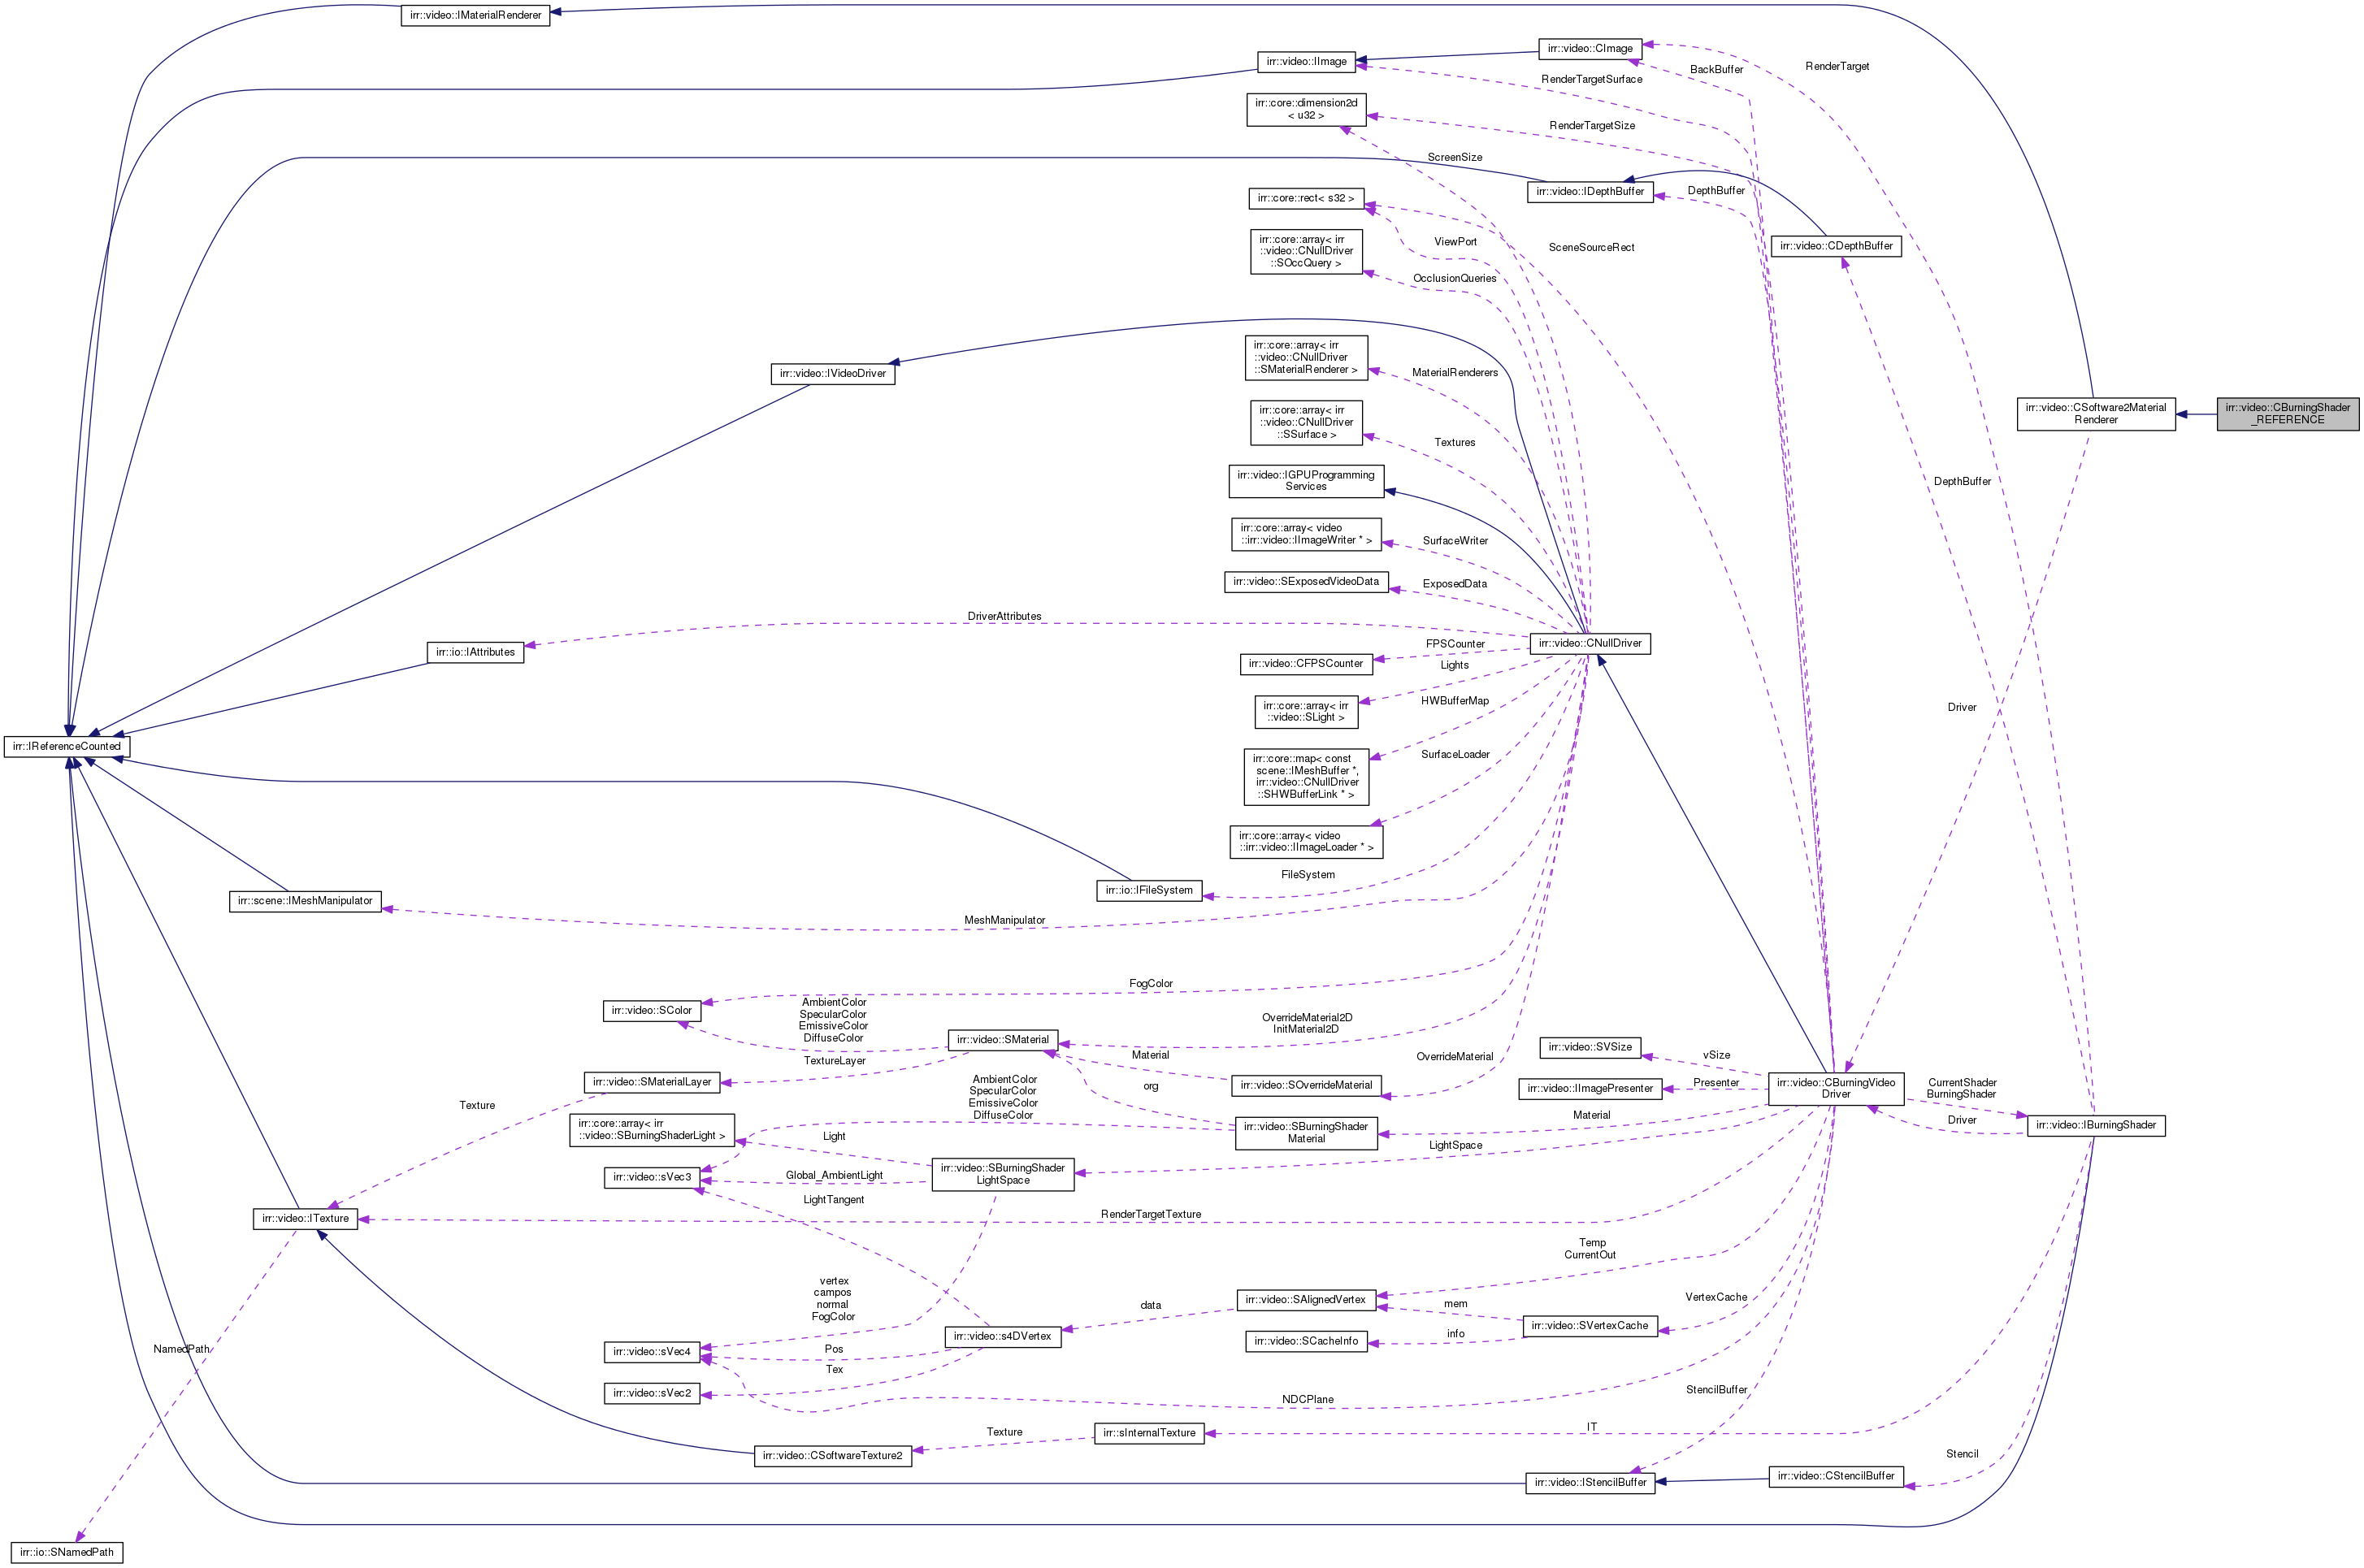 irr::video::IMaterialRenderer
irr::video::CImage
irr::video::IImage
RenderTarget
BackBuffer
RenderTargetSurface
irr::core::dimension2d
< u32 >
RenderTargetSize
ScreenSize
irr::video::IDepthBuffer
DepthBuffer
irr::core::rect< s32 >
ViewPort
SceneSourceRect
irr::video::CDepthBuffer
irr::core::array< irr
::video::CNullDriver
::SOccQuery >
OcclusionQueries
irr::core::array< irr
::video::CNullDriver
::SMaterialRenderer >
MaterialRenderers
irr::video::IVideoDriver
irr::video::CSoftware2Material
Renderer
irr::video::CBurningShader
_REFERENCE
irr::core::array< irr
::video::CNullDriver
::SSurface >
Textures
irr::video::IGPUProgramming
Services
DepthBuffer
irr::core::array< video
::irr::video::IImageWriter * >
SurfaceWriter
irr::video::SExposedVideoData
ExposedData
DriverAttributes
irr::video::CNullDriver
irr::io::IAttributes
FPSCounter
irr::video::CFPSCounter
Lights
irr::core::array< irr
::video::SLight >
HWBufferMap
Driver
irr::IReferenceCounted
irr::core::map< const
scene::IMeshBuffer *,
irr::video::CNullDriver
::SHWBufferLink * >
SurfaceLoader
irr::core::array< video
::irr::video::IImageLoader * >
FileSystem
irr::io::IFileSystem
irr::scene::IMeshManipulator
MeshManipulator
FogColor
irr::video::SColor
AmbientColor
SpecularColor
EmissiveColor
DiffuseColor
OverrideMaterial2D
InitMaterial2D
irr::video::SMaterial
irr::video::SVSize
vSize
Material
OverrideMaterial
TextureLayer
irr::video::SMaterialLayer
org
irr::video::SOverrideMaterial
irr::video::IImagePresenter
Presenter
irr::video::CBurningVideo
Driver
CurrentShader
BurningShader
AmbientColor
SpecularColor
EmissiveColor
DiffuseColor
Texture
irr::core::array< irr
::video::SBurningShaderLight >
irr::video::SBurningShader
Material
Material
Driver
irr::video::IBurningShader
Light
LightSpace
irr::video::sVec3
Global_AmbientLight
irr::video::SBurningShader
LightSpace
LightTangent
irr::video::ITexture
RenderTargetTexture
Temp
CurrentOut
vertex
campos
normal
FogColor
irr::video::SAlignedVertex
data
mem
VertexCache
irr::video::s4DVertex
irr::video::SVertexCache
irr::video::SCacheInfo
info
NamedPath
irr::video::sVec4
Pos
Tex
irr::video::sVec2
NDCPlane
StencilBuffer
IT
irr::sInternalTexture
Texture
irr::video::CSoftwareTexture2
Stencil
irr::video::CStencilBuffer
irr::video::IStencilBuffer
irr::io::SNamedPath